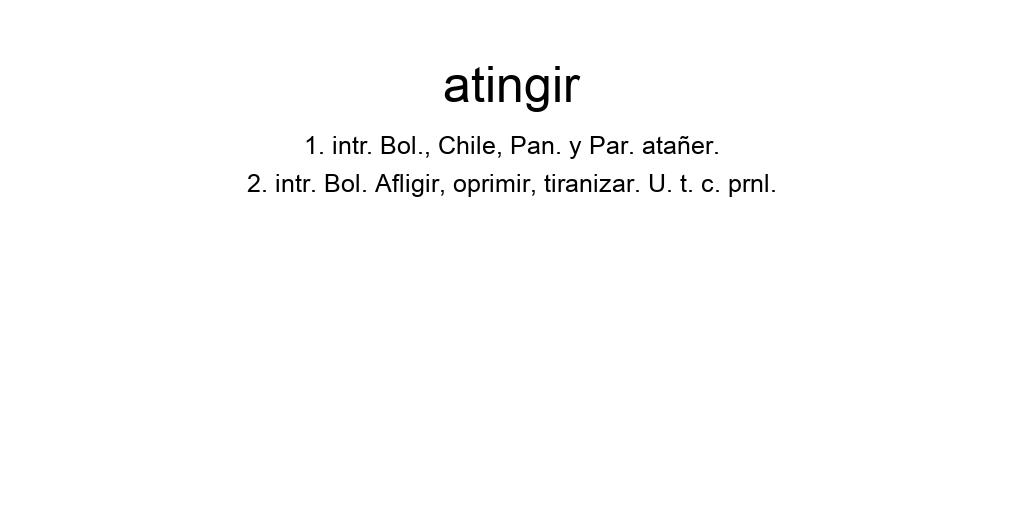 atingir
1. intr. Bol., Chile, Pan. y Par. atañer.
2. intr. Bol. Afligir, oprimir, tiranizar. U. t. c. prnl.